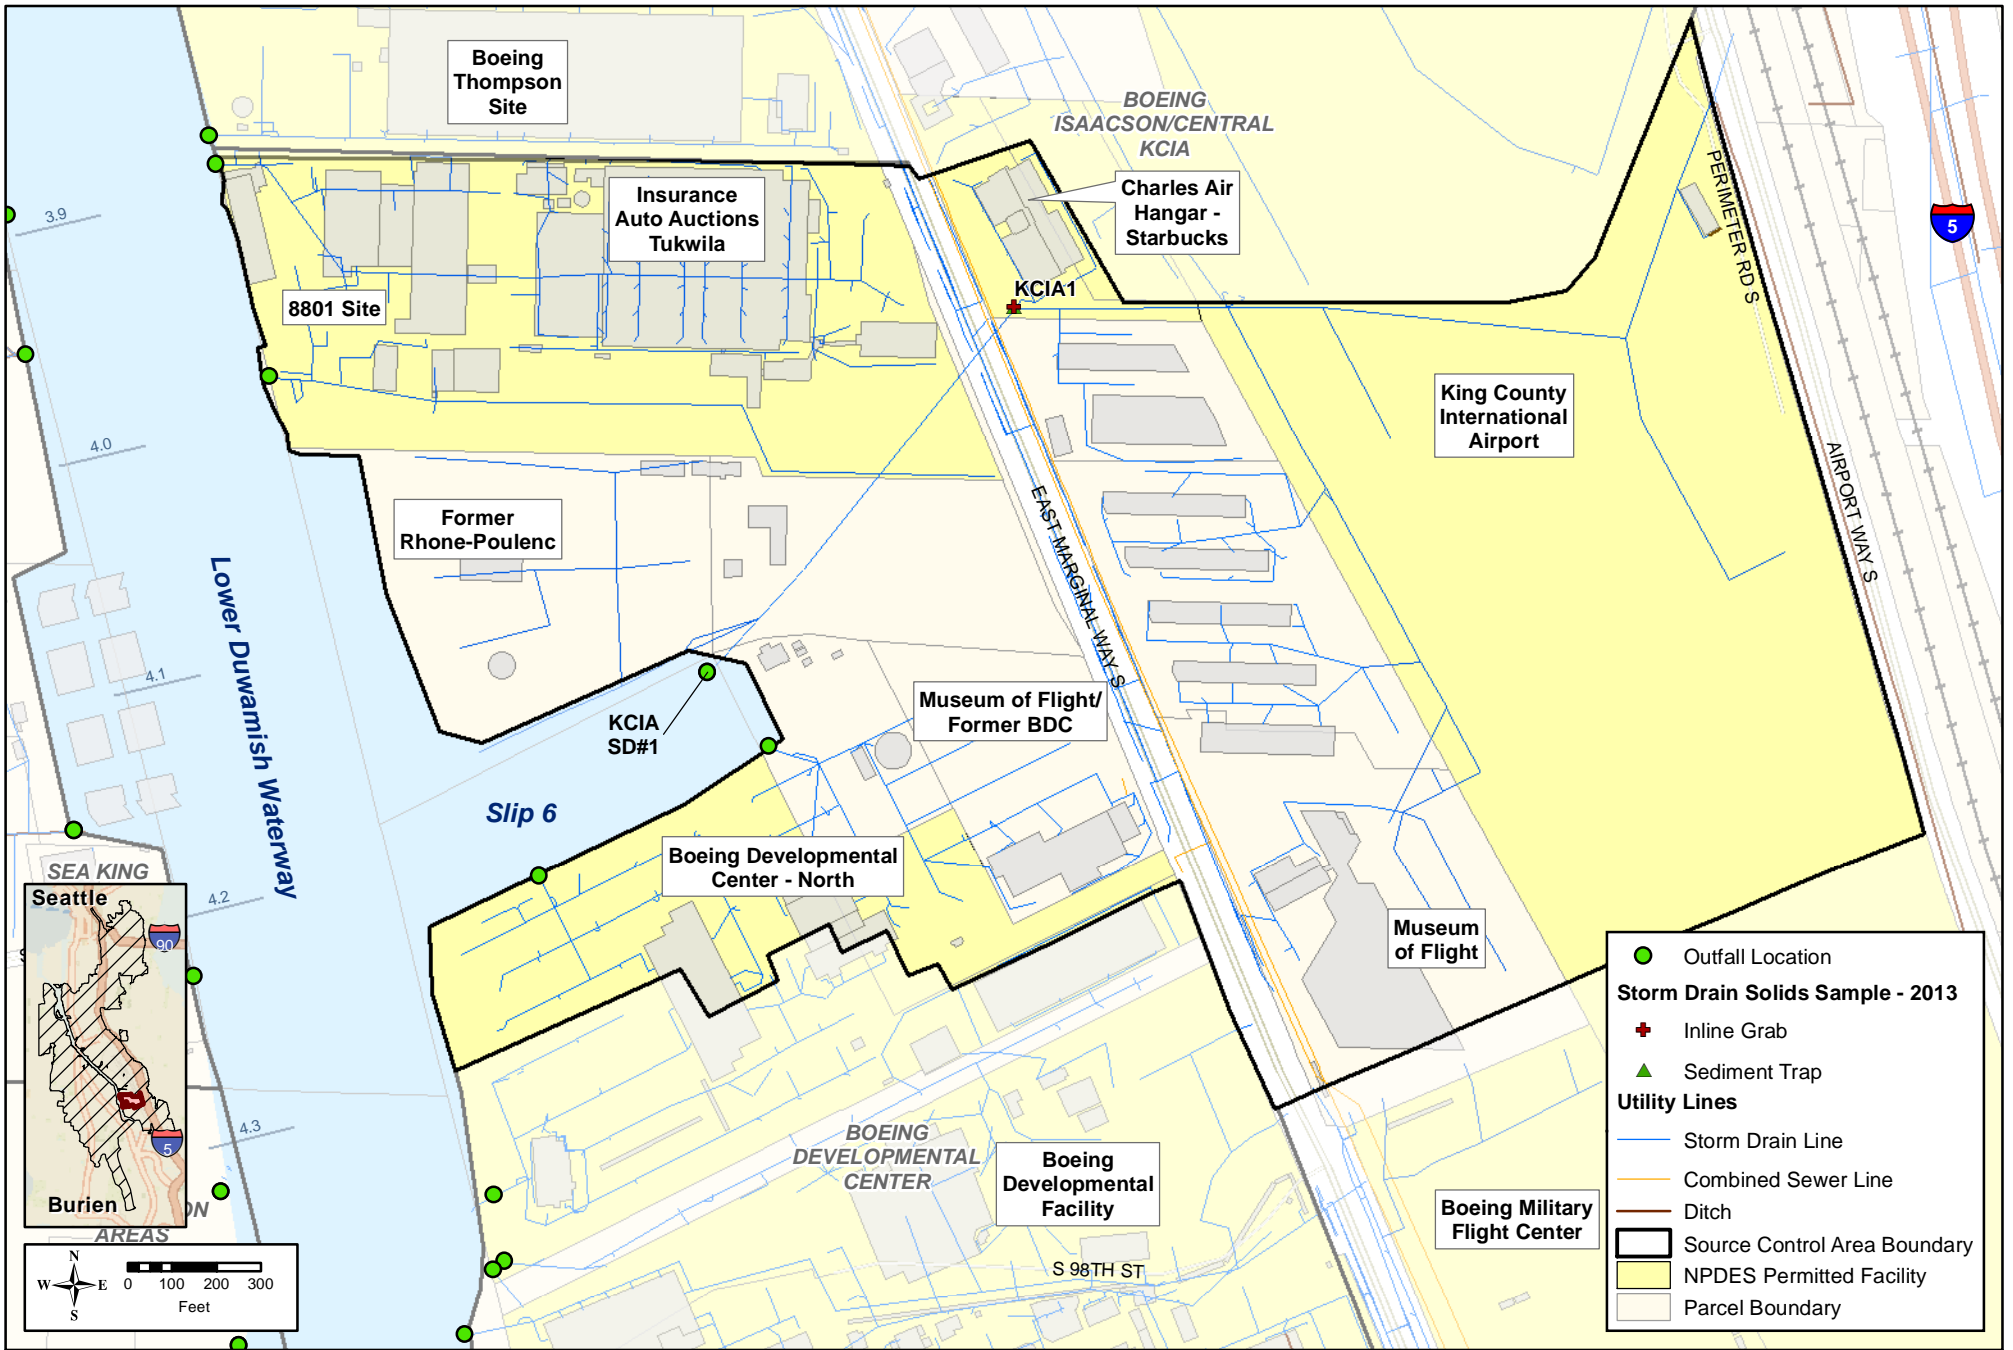 Boeing
Thompson
Site
BOEING
ISAACSON/CENTRAL
KCIA
Insurance
Auto Auctions
Tukwila
Charles Air
Hangar -
Starbucks
PERIMETER RD S
5
3.9
8801 Site
KCIA1
King County
International
Airport
4.0
AIRPORT WAY S
EAST MARGINAL WAY S
Former
Rhone-Poulenc
Lower Duwamish Waterway
4.1
KCIA
SD#1
Museum of Flight/
Former BDC
Slip 6
Boeing Developmental
Center - North
SEA KING
4.2
Museum
of Flight
Seattle
90
5
Burien
ON
AREAS
4.3
BOEING
DEVELOPMENTAL
CENTER
Boeing
Developmental
Facility
Boeing Military
Flight Center
S 98TH ST
N
W E
S
0 100 200 300
Feet
Outfall Location
Storm Drain Solids Sample - 2013
Inline Grab
Sediment Trap
Utility Lines
Storm Drain Line
Combined Sewer Line
Ditch
Source Control Area Boundary
NPDES Permitted Facility
Parcel Boundary